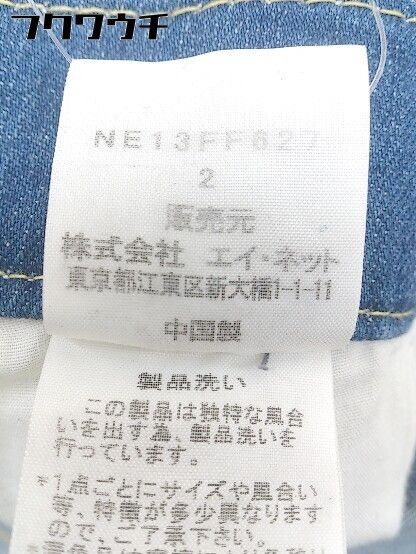 フクワウチ
NE13FF627
2
販売元
株式会社 エイ・ネット
東京都江東区新大橋1-1-11
中国製
製品洗い
この製品は独特な風合
いを出す為、製品洗いを
行っています。
*1点ごとにサイズや風合い
等、特徴が多少異なります
ので、ご了承下さい。